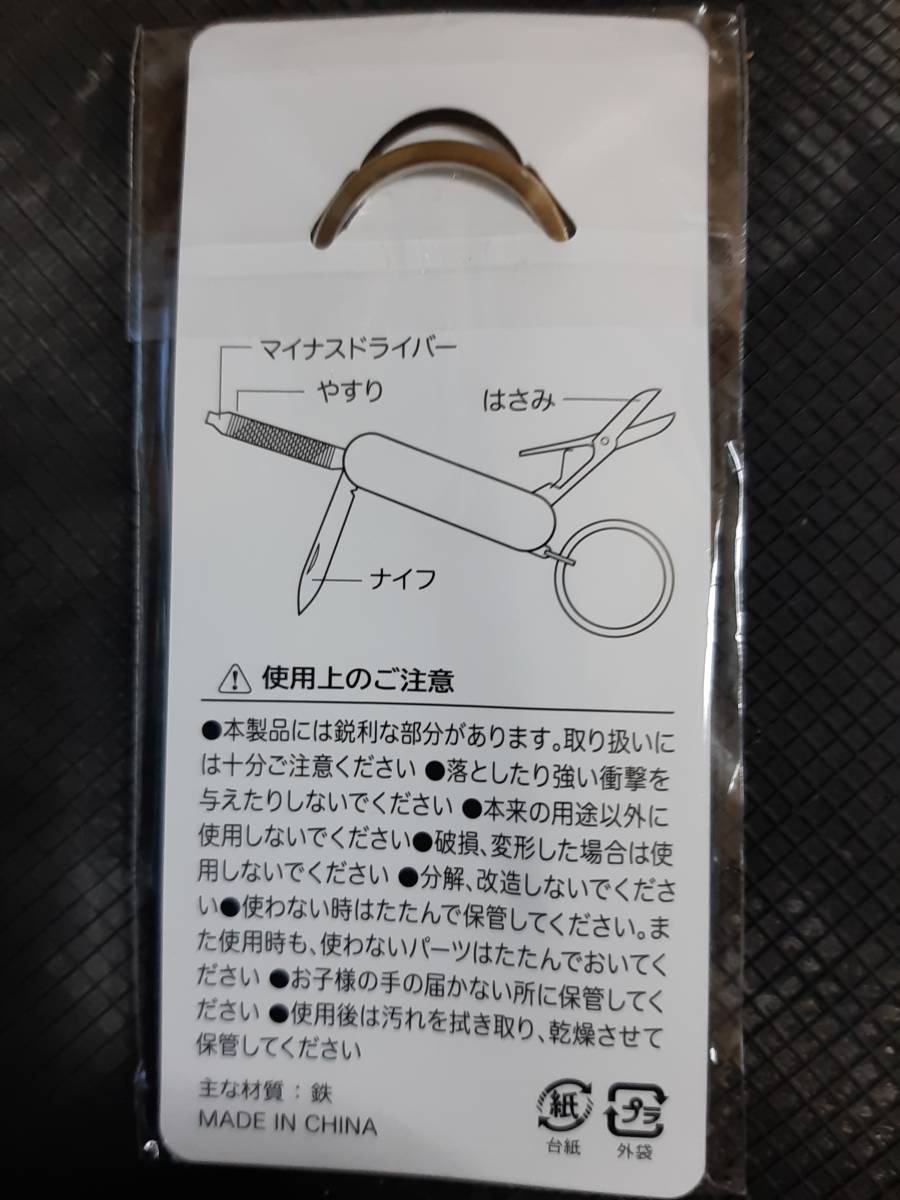 マイナスドライバー
やすり
はさみ
ナイフ
使用上のご注意
●本製品には鋭利な部分があります。取り扱いに
は十分ご注意ください ●落としたり強い衝撃を
与えたりしないでください ●本来の用途以外に
使用しないでください●破損、変形した場合は使
用しないでください ●分解、改造しないでくださ
い●使わない時はたたんで保管してください。ま
た使用時も、使わないパーツはたたんでおいてく
ださい ●お子様の手の届かない所に保管してく
ださい ●使用後は汚れを拭き取り、乾燥させて
保管してください
主な材質：鉄
MADE IN CHINA
紙
台紙
プラ
外袋